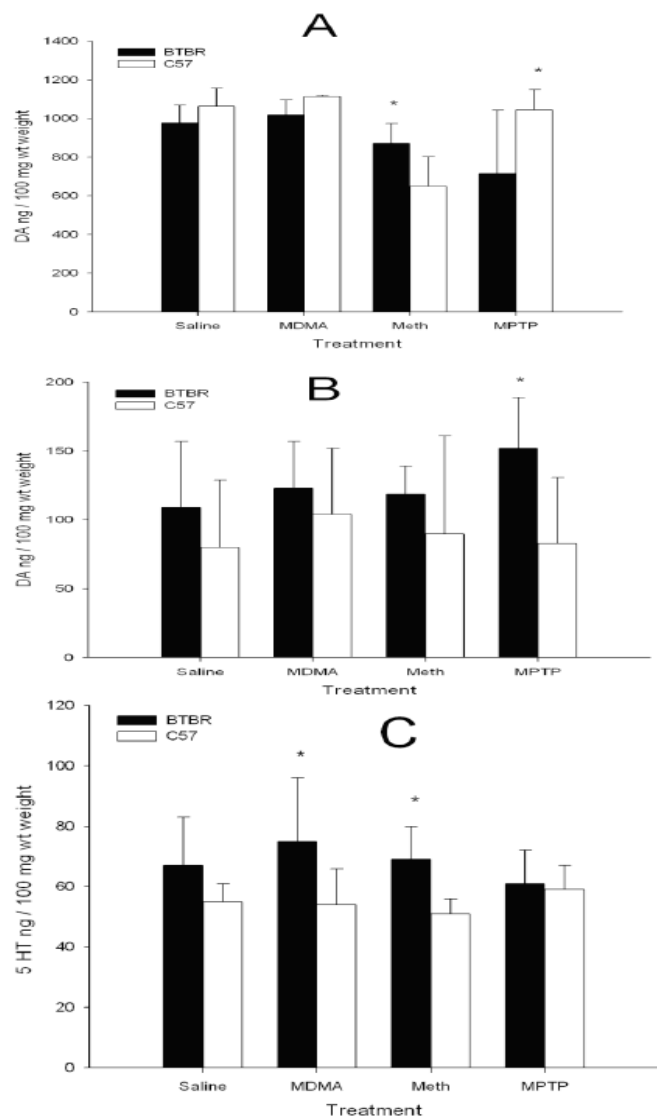 A
BTBR
C57
1400
1200
*
*
1000
800
600
400
200
0
DA ng / 100 mg wt weight
Saline MDMA Meth MPTP
Treatment
B
BTBR
C57
200
*
150
100
50
0
DA ng / 100 mg wt weight
Saline MDMA Meth MPTP
Treatment
C
BTBR
C57
120
100
*
*
80
60
40
20
0
5 HT ng / 100 mg wt weight
Saline MDMA Meth MPTP
Treatment